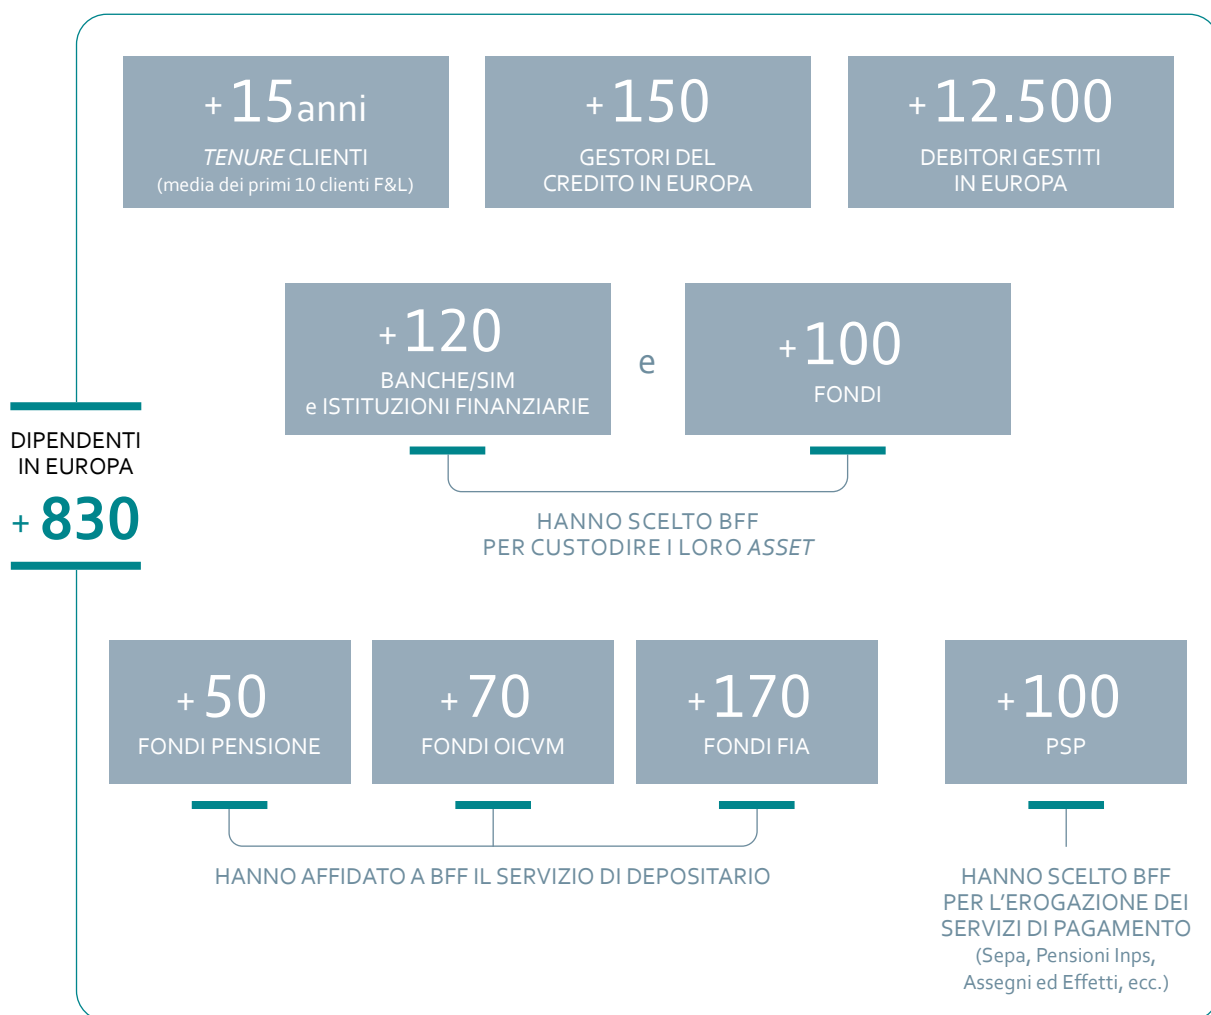 + 15 anni
TENURE CLIENTI
(media dei primi 10 clienti F&L)
+ 150
GESTORI DEL
CREDITO IN EUROPA
+ 12.500
DEBITORI GESTITI
IN EUROPA
+ 120
BANCHE/SIM
e ISTITUZIONI FINANZIARIE
e
+ 100
FONDI
HANNO SCELTO BFF
PER CUSTODIRE I LORO ASSET
DIPENDENTI
IN EUROPA
+ 830
+ 50
FONDI PENSIONE
+ 70
FONDI OICVM
+ 170
FONDI FIA
HANNO AFFIDATO A BFF IL SERVIZIO DI DEPOSITARIO
+ 100
PSP
HANNO SCELTO BFF
PER L'EROGAZIONE DEI
SERVIZI DI PAGAMENTO
(Sepa, Pensioni Inps,
Assegni ed Effetti, ecc.)